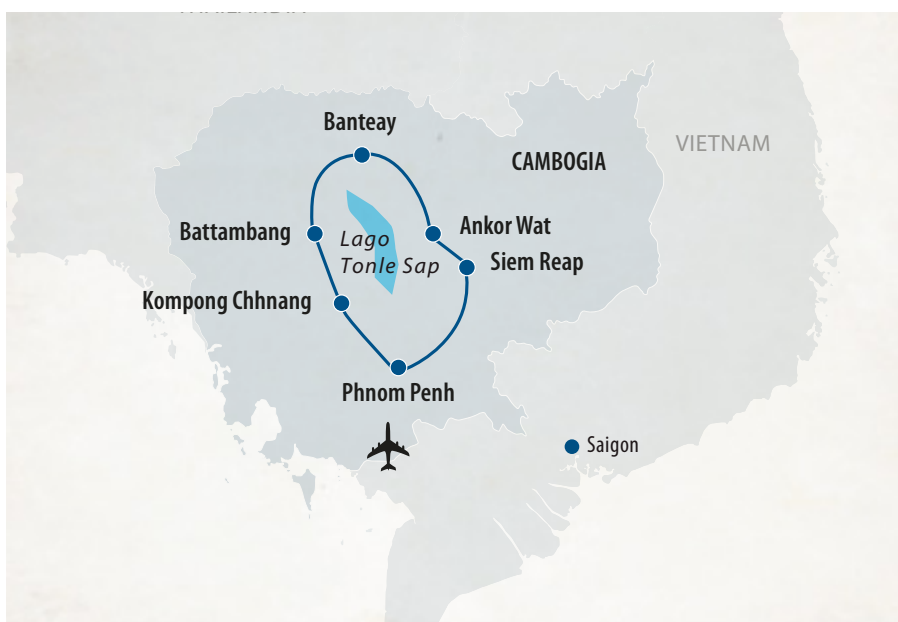 Banteay
VIETNAM
CAMBOGIA
Battambang
Ankor Wat
Lago
Tonle Sap
Siem Reap
Kompong Chhnang
Phnom Penh
Saigon